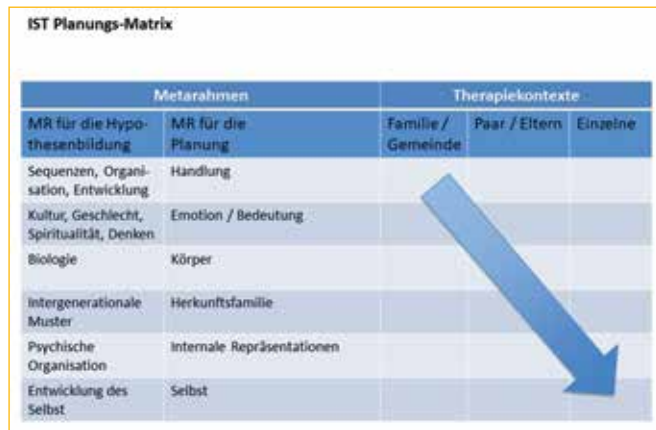 IST Planungs-Matrix
Metarahmen Therapiekontexte
MR für die Hypo- MR für die Familie / Paar / Eltern Einzelne
thesenbildung Planung Gemeinde
Sequenzen, Organi- Handlung
sation, Entwicklung
Kultur, Geschlecht, Emotion / Bedeutung
Spiritualität, Denken
Biologie Körper
Intergenerationale Herkunftsfamilie
Muster
Psychische Internale Repräsentationen
Organisation
Entwicklung des Selbst
Selbst